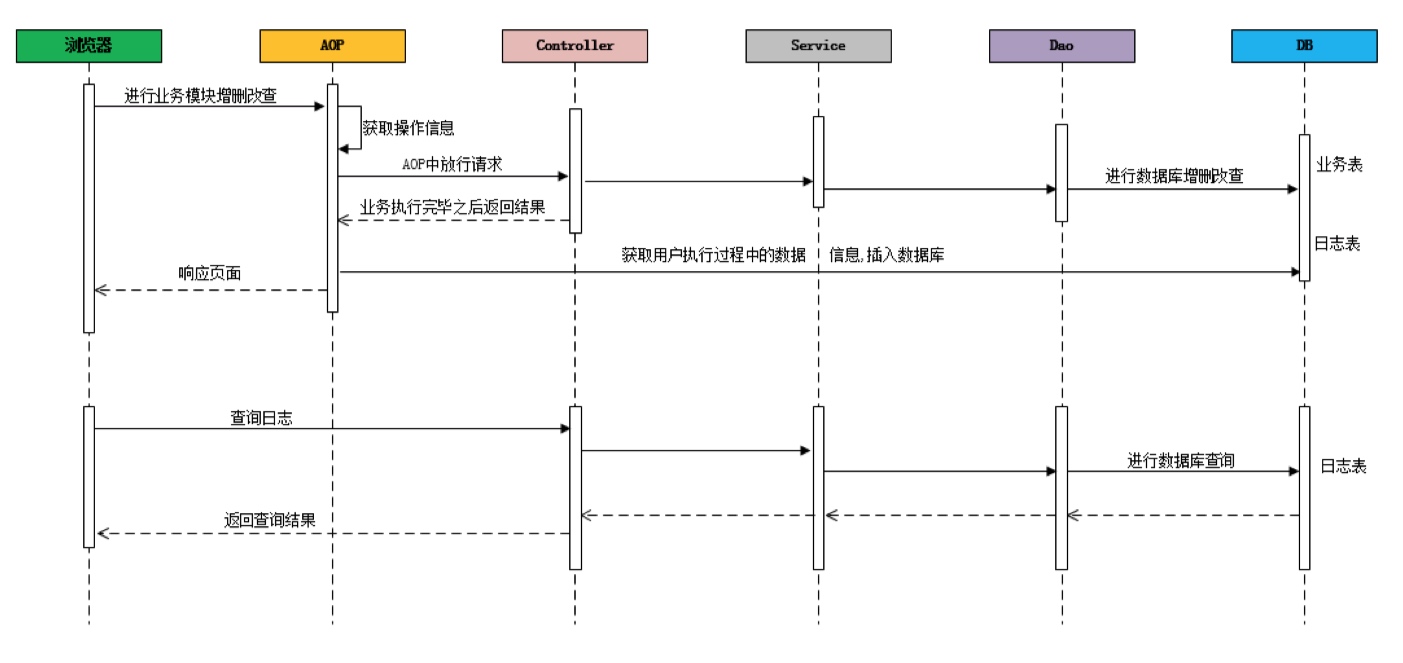 浏览器
AOP
Controller
Service
Dao
DB
进行业务模块增删改查
获取操作信息
AOP中放行请求
进行数据库增删改查
业务表
业务执行完毕之后返回结果
日志表
获取用户执行过程中的数据 信息,插入数据库
响应页面
查询日志
进行数据库查询
日志表
返回查询结果